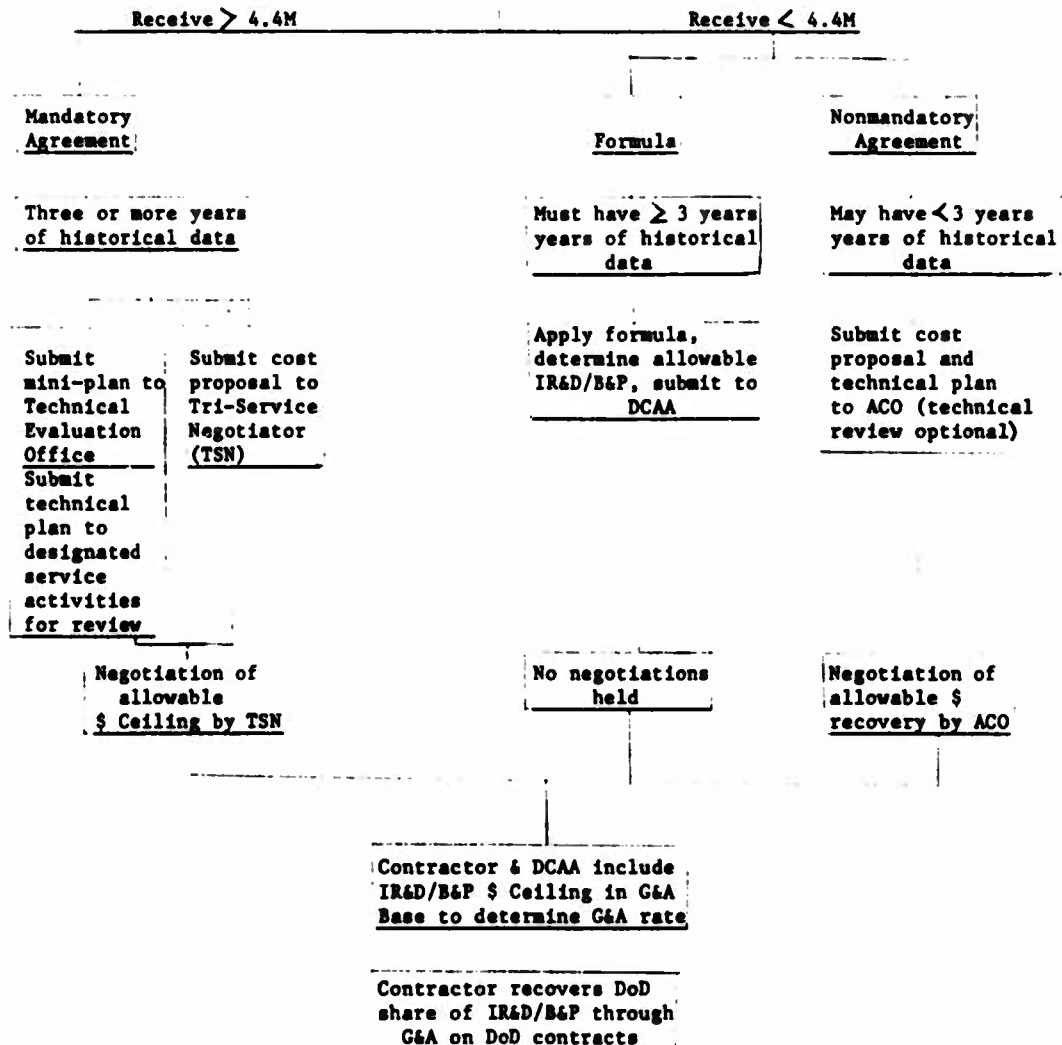 Receive > 4.4M
Receive < 4.4M
Mandatory
Agreement
Formula
Nonmandatory
Agreement
Three or more years
of historical data
Must have ≥ 3 years
years of historical
data
May have < 3 years
years of historical
data
Submit
mini-plan to
Technical
Evaluation
Office
Submit cost
proposal to
Tri-Service
Negotiator
(TSN)
Apply formula,
determine allowable
IR&D/B&P, submit to
DCAA
Submit cost
proposal and
technical plan
to ACO (technical
review optional)
Submit
technical
plan to
designated
service
activities
for review
Negotiation of
allowable
$ Ceiling by TSN
No negotiations
held
Negotiation of
allowable $
recovery by ACO
Contractor & DCAA include
IR&D/B&P $ Ceiling in G&A
Base to determine G&A rate
Contractor recovers DoD
share of IR&D/B&P through
G&A on DoD contracts